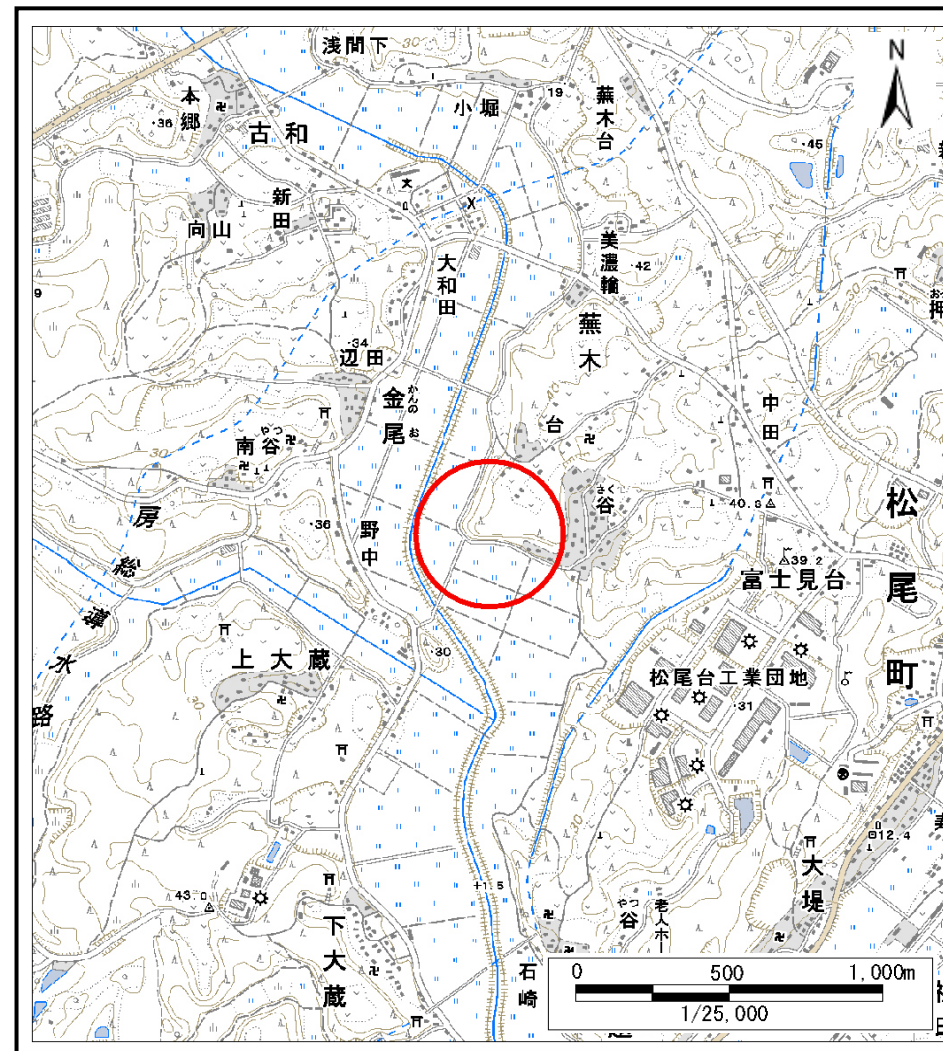 浅間下
30
N
本郷
小堀
19
蕪木台
36
古和
45
文
新田
向山
X
美濃輪
42
大和田
9
蕪木
34
辺田
金尾
かんのお
中田
台
やつ
南谷
30
谷
さく
40.6
松尾町
房総導水路
36
野中
39.2
富士見台
30
上大蔵
松尾台工業団地
31
12.4
大堤
+1.5
43.0
下大蔵
やつ
谷
老人ホー
石崎
0 500 1,000m
1/25,000